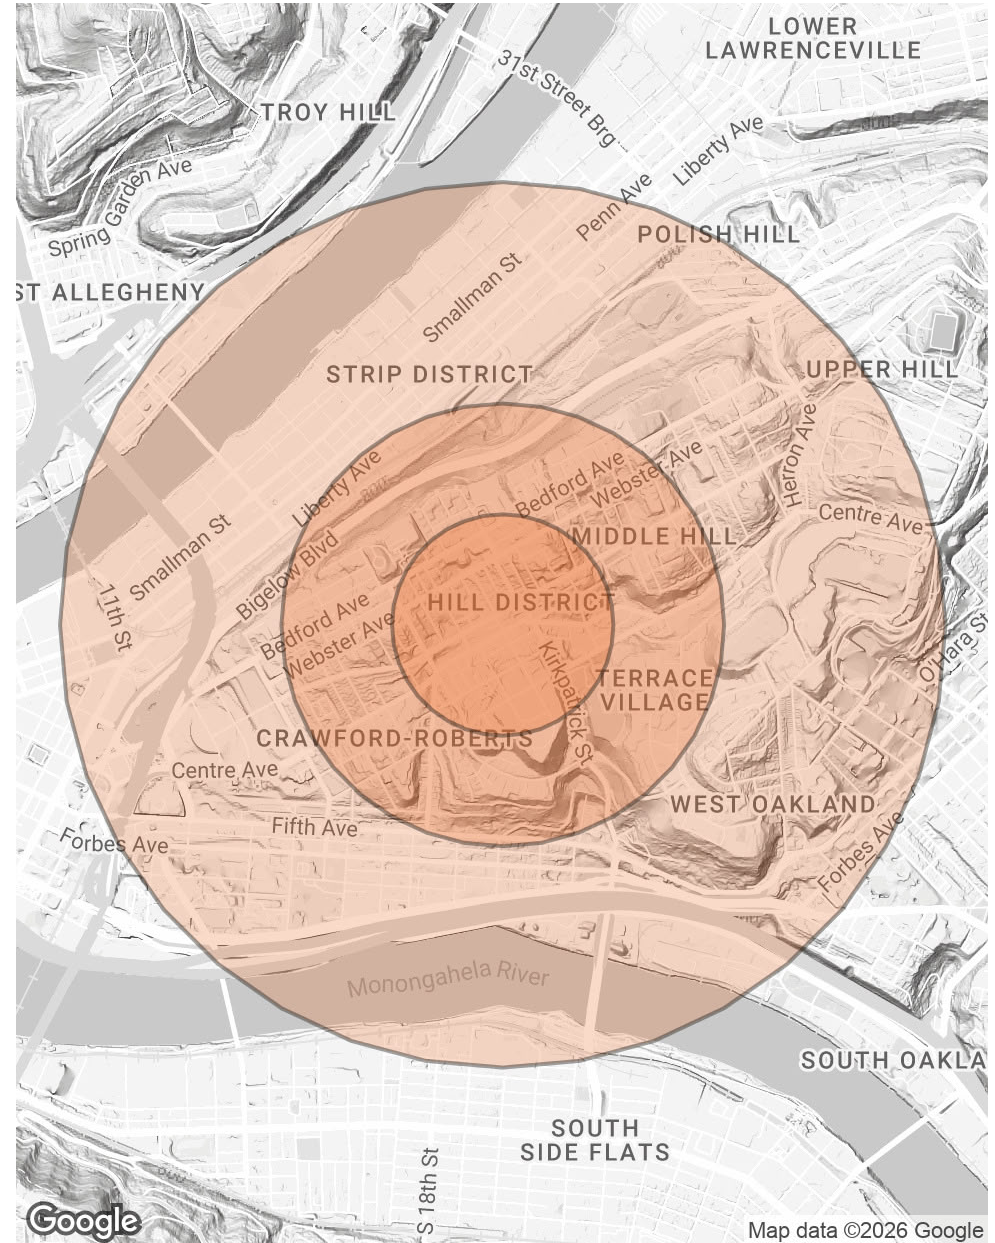 LOWER
LAWRENCEVILLE
31st Street Brg
TROY HILL
Liberty Ave
Spring Garden Ave
Penn Ave
POLISH HILL
800
ST ALLEGHENY
Smallman St
STRIP DISTRICT
UPPER HILL
Herron Ave
Liberty Ave
800
Bedford Ave
Webster Ave
Centre Ave
Smallman St
MIDDLE HILL
Bigelow Blvd
11th St
HILL DISTRICT
Bedford Ave
Webster Ave
O'Hara St
Kirkpatrick St
TERRACE
VILLAGE
CRAWFORD-ROBERTS
Centre Ave
WEST OAKLAND
Fifth Ave
Forbes Ave
Forbes Ave
Monongahela River
SOUTH OAKLA
SOUTH
SIDE FLATS
S 18th St
Google
Map data ©2026 Google